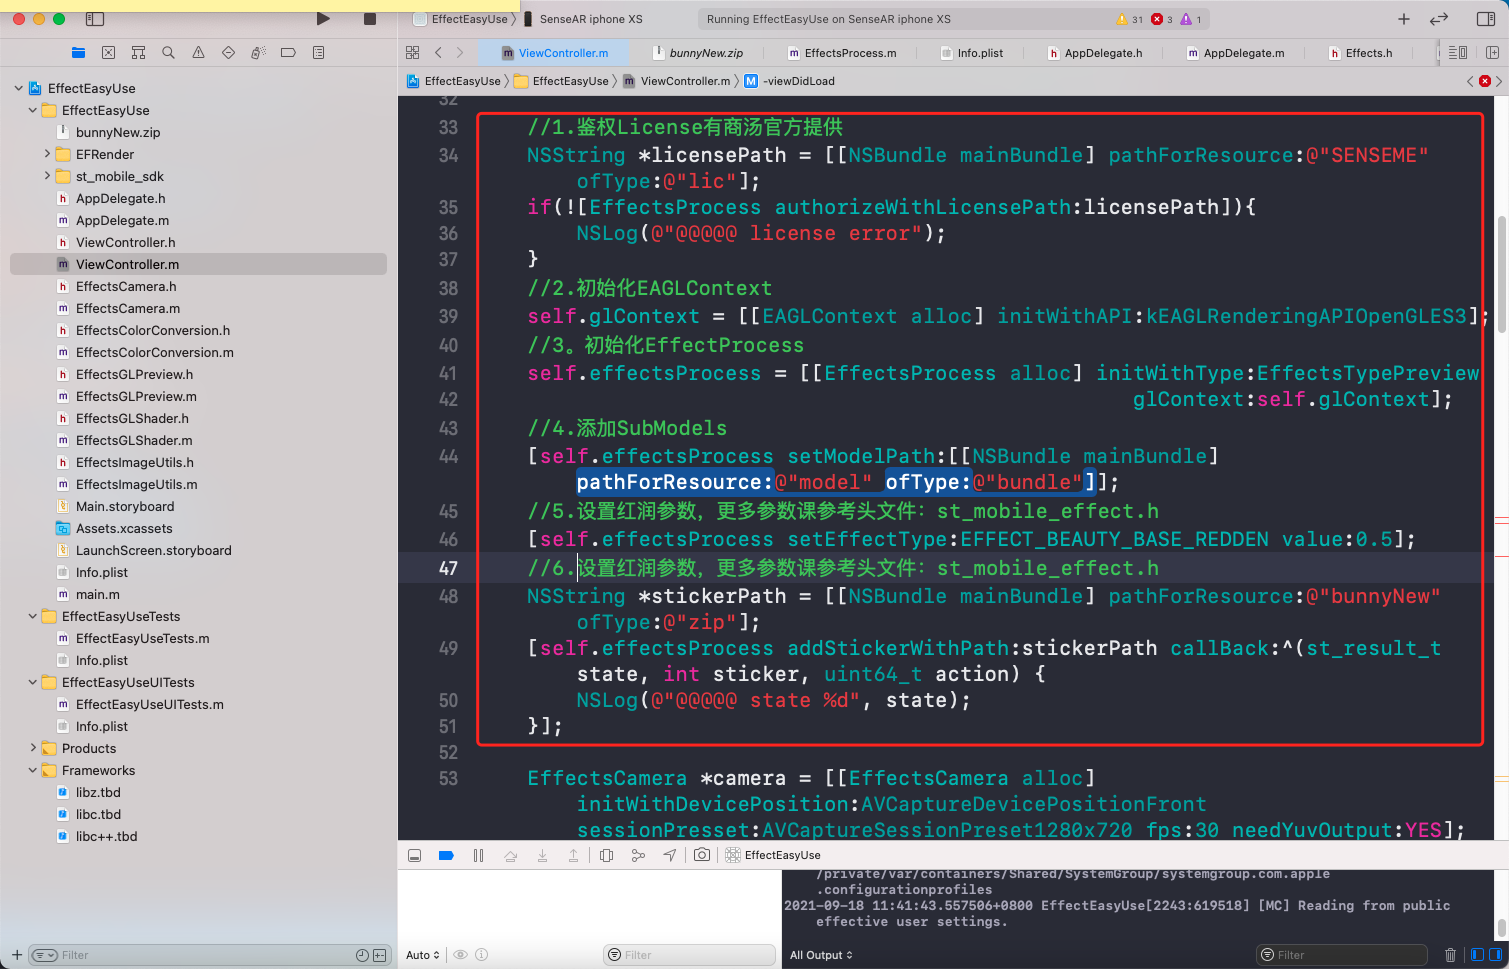 EffectEasyUse 〉 SenseAR iphone XS
Running EffectEasyUse on SenseAR iphone XS
31 3 1
ViewController.m
bunnyNew.zip
EffectsProcess.m
Info.plist
AppDelegate.h
AppDelegate.m
Effects.h
EffectEasyUse 〉 EffectEasyUse 〉 ViewController.m 〉 M -viewDidLoad
EffectEasyUse
EffectEasyUse
bunnyNew.zip
EFRender
st_mobile_sdk
AppDelegate.h
AppDelegate.m
ViewController.h
ViewController.m
EffectsCamera.h
EffectsCamera.m
EffectsColorConversion.h
EffectsColorConversion.m
EffectsGLPreview.h
EffectsGLPreview.m
EffectsGLShader.h
EffectsGLShader.m
EffectsImageUtils.h
EffectsImageUtils.m
Main.storyboard
Assets.xcassets
LaunchScreen.storyboard
Info.plist
main.m
EffectEasyUseTests
EffectEasyUseTests.m
Info.plist
EffectEasyUseUITests
EffectEasyUseUITests.m
Info.plist
Products
Frameworks
libz.tbd
libc.tbd
libc++.tbd
Filter
32
33 //1.鉴权License有商汤官方提供
34 NSString *licensePath = [[NSBundle mainBundle] pathForResource:@"SENSEME"
ofType:@"lic"];
35 if(![EffectsProcess authorizeWithLicensePath:licensePath]){
36 NSLog(@"@@@@@ license error");
37 }
38 //2.初始化EAGLContext
39 self.glContext = [[EAGLContext alloc] initWithAPI:kEAGLRenderingAPIOpenGLES3];
40 //3。初始化EffectProcess
41 self.effectsProcess = [[EffectsProcess alloc] initWithType:EffectsTypePreview
42 glContext:self.glContext];
43 //4.添加SubModels
44 [self.effectsProcess setModelPath:[[NSBundle mainBundle]
pathForResource:@"model" ofType:@"bundle"]];
45 //5.设置红润参数，更多参数课参考头文件：st_mobile_effect.h
46 [self.effectsProcess setEffectType:EFFECT_BEAUTY_BASE_REDDEN value:0.5];
47 //6.设置红润参数，更多参数课参考头文件：st_mobile_effect.h
48 NSString *stickerPath = [[NSBundle mainBundle] pathForResource:@"bunnyNew"
ofType:@"zip"];
49 [self.effectsProcess addStickerWithPath:stickerPath callBack:^(st_result_t
state, int sticker, uint64_t action) {
50 NSLog(@"@@@@@ state %d", state);
51 }];
52
53 EffectsCamera *camera = [[EffectsCamera alloc]
initWithDevicePosition:AVCaptureDevicePositionFront
sessionPresset:AVCaptureSessionPreset1280x720 fps:30 needYuvOutput:YES];
EffectEasyUse
/private/var/containers/Shared/SystemGroup/systemgroup.com.apple
.configurationprofiles
2021-09-18 11:41:43.557506+0800 EffectEasyUse[2243:619518] [MC] Reading from public
effective user settings.
Auto
Filter
All Output
Filter